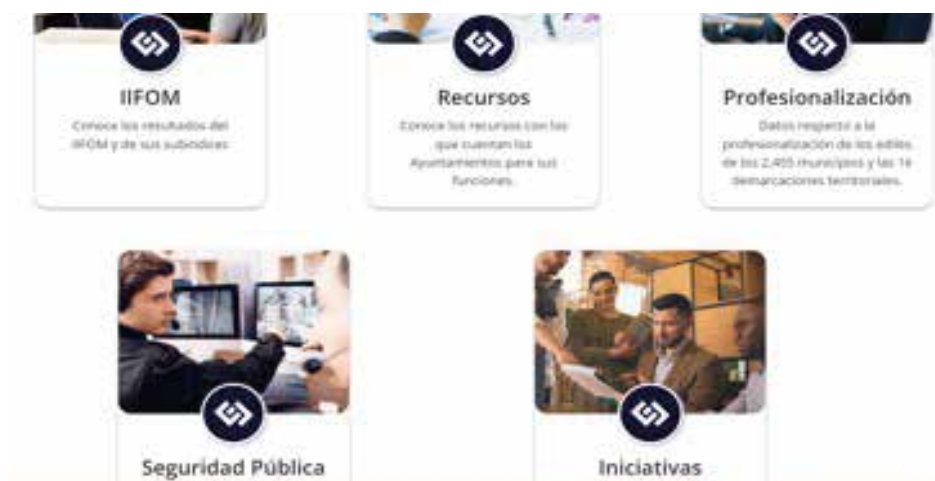 IIFOM
Conoce los resultados del
IIFOM y de sus subíndices
Recursos
Conoce los recursos con los
que cuentan los
Ayuntamientos para sus
funciones.
Profesionalización
Datos respecto a la
profesionalización de los ediles
de los 2,465 municipios y las 16
demarcaciones territoriales.
Seguridad Pública
Iniciativas